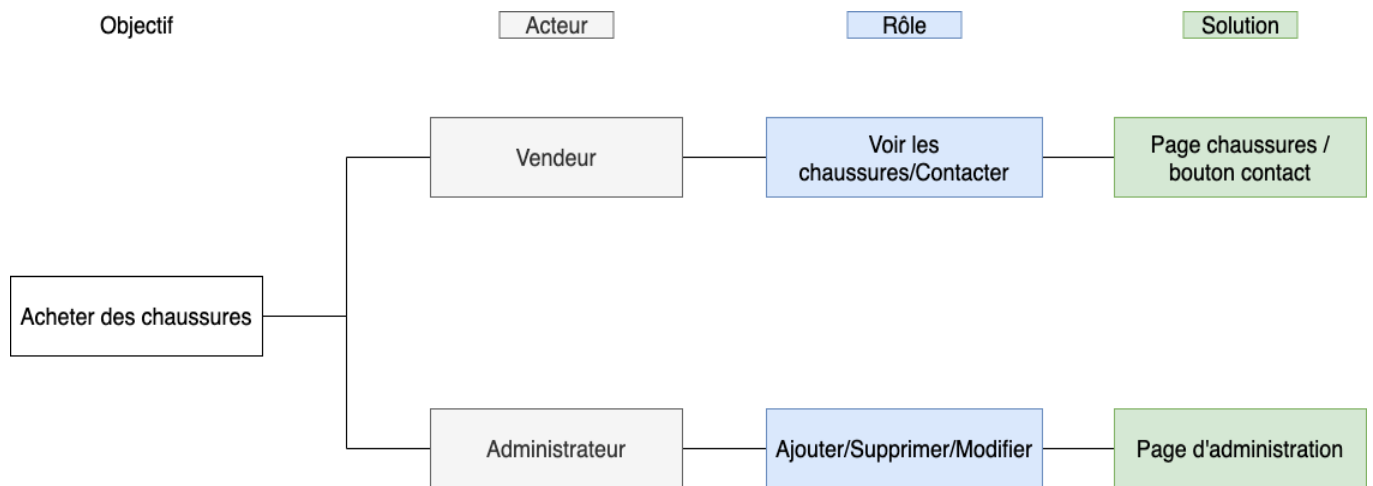 Objectif
Acteur
Rôle
Solution
Vendeur
Voir les
chaussures/Contacter
Page chaussures /
bouton contact
Acheter des chaussures
Administrateur
Ajouter/Supprimer/Modifier
Page d'administration